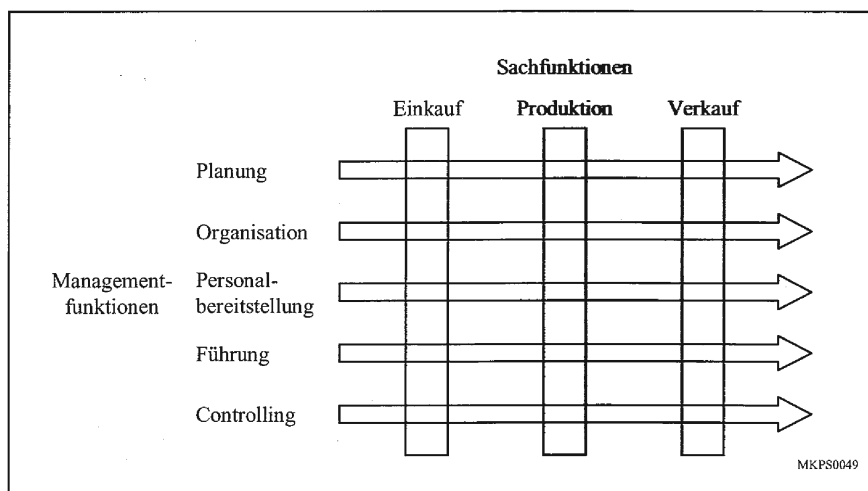 Sachfunktionen
Einkauf Produktion Verkauf
Planung
Organisation
Management-
funktionen
Personal-
bereitstellung
Führung
Controlling
MKPS0049